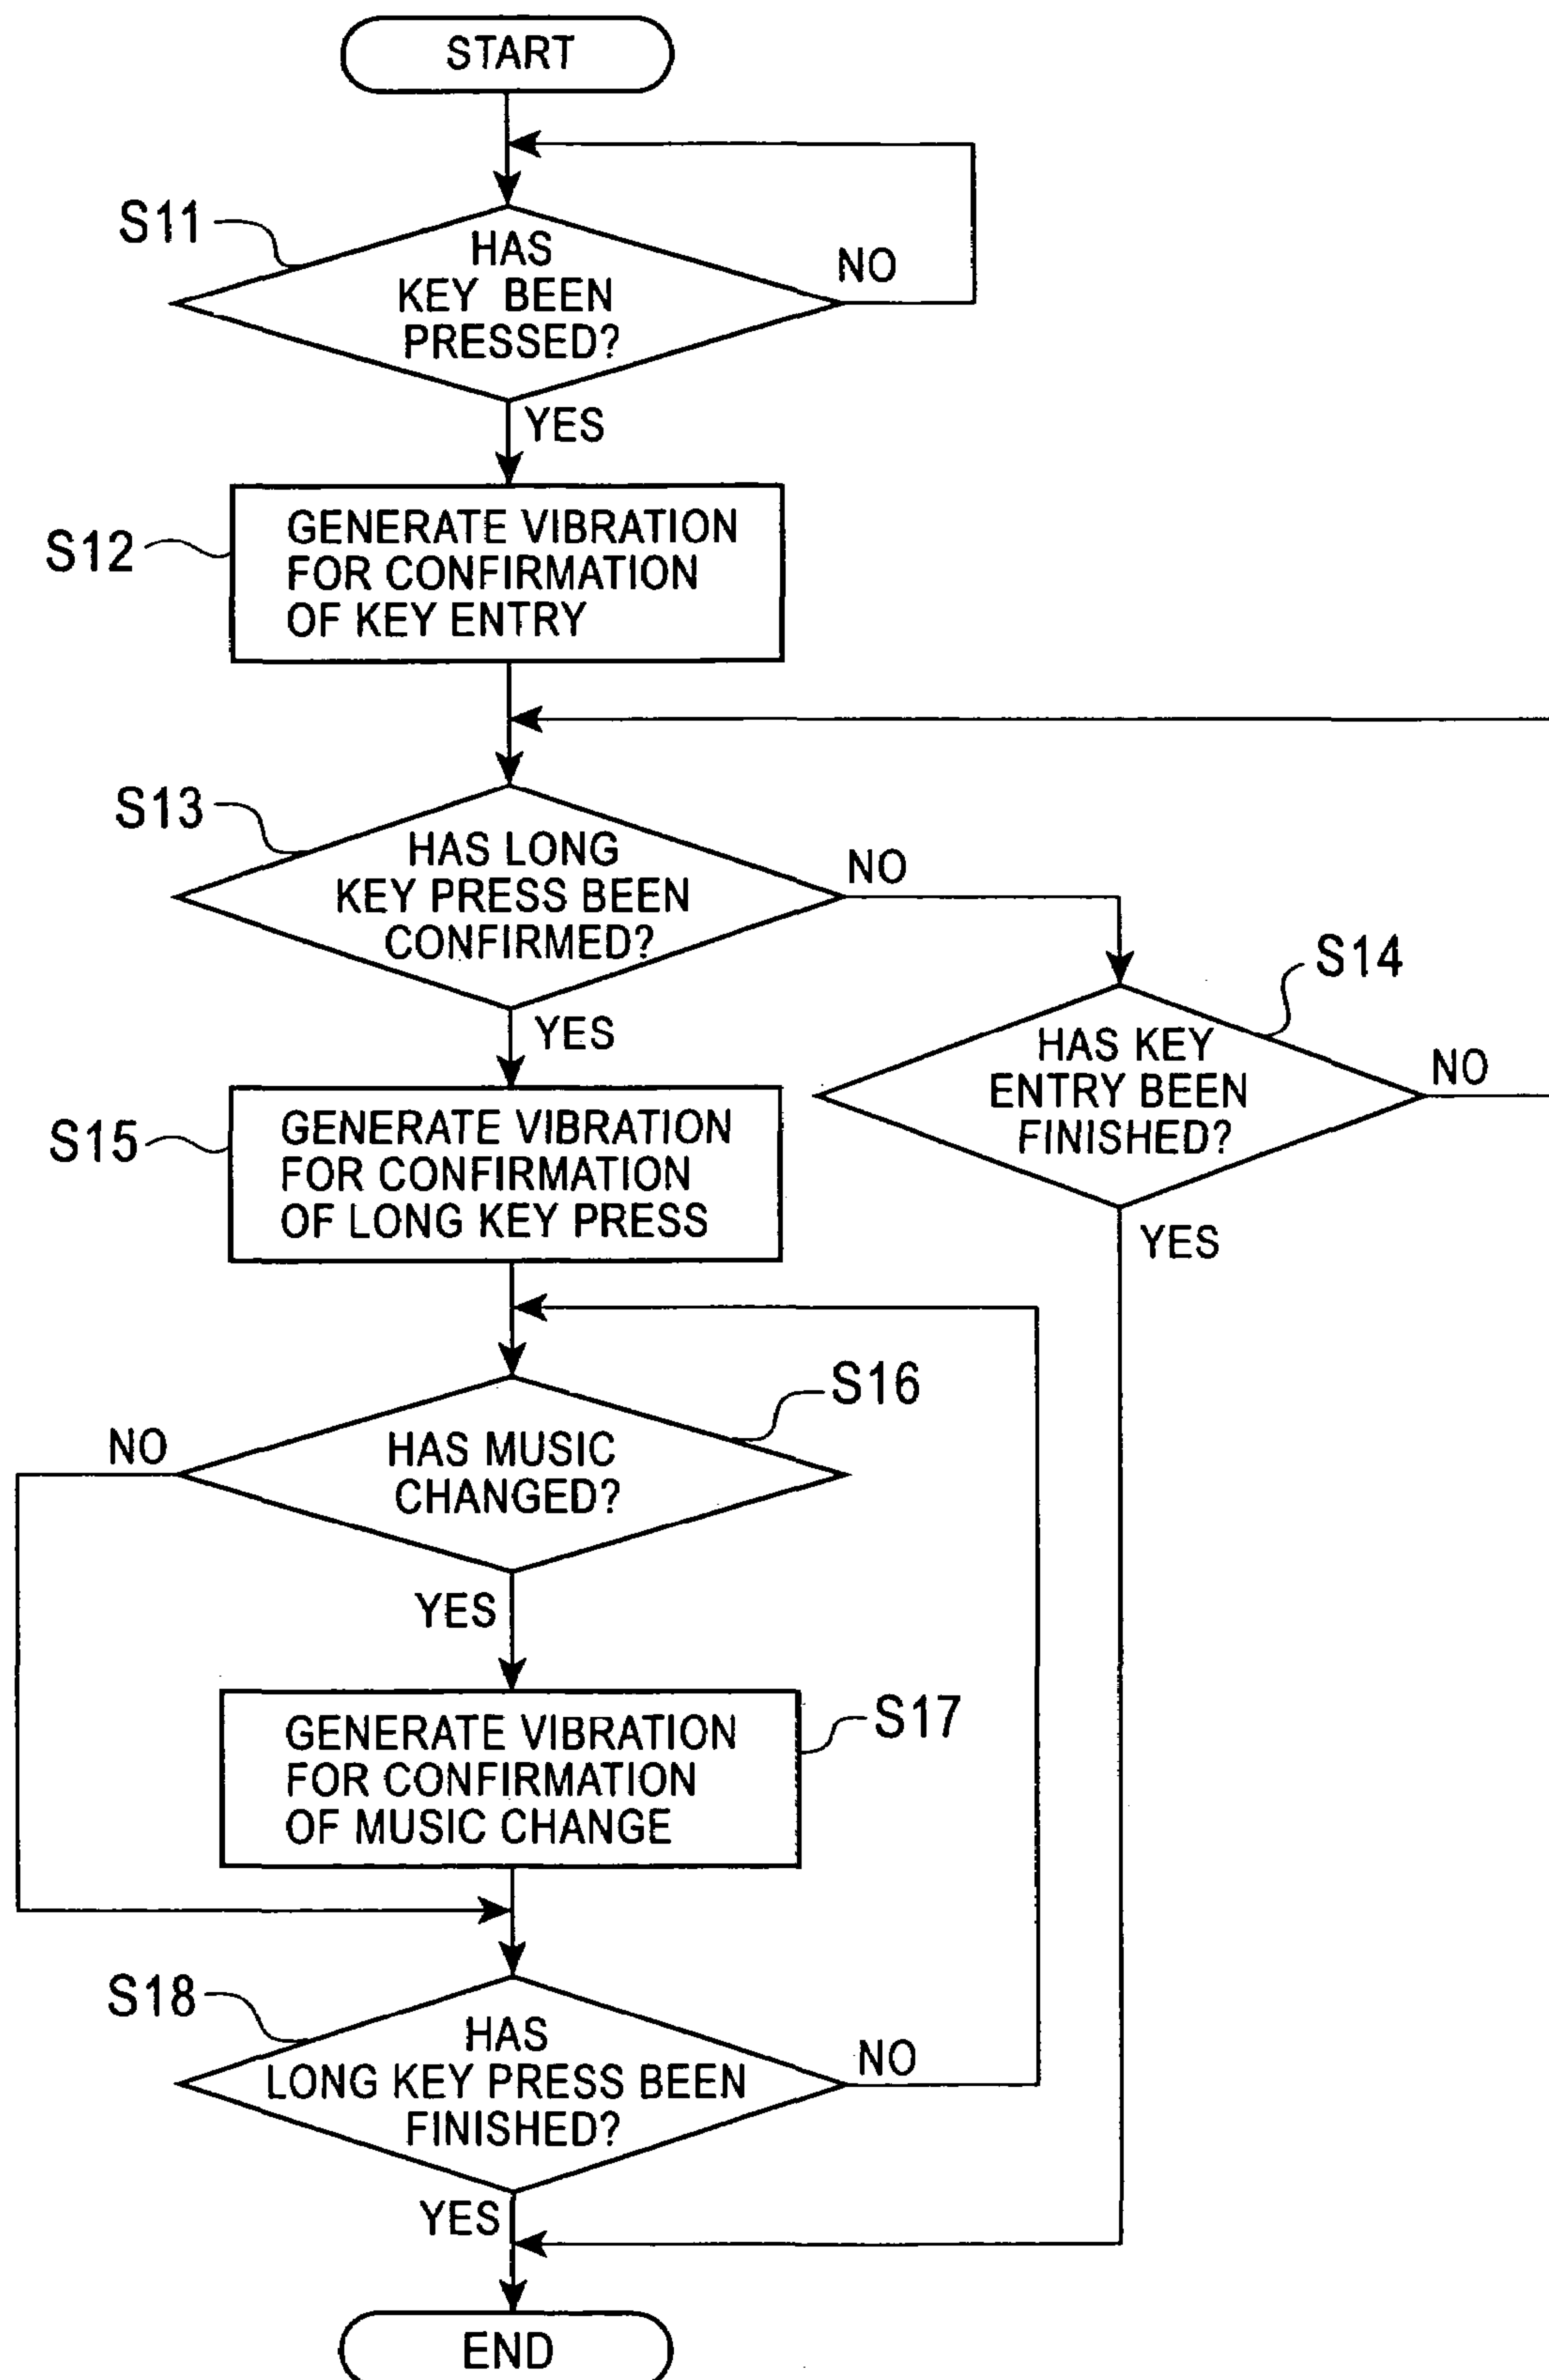 START
S11
HAS
KEY BEEN
PRESSED?
NO
YES
S12
GENERATE VIBRATION
FOR CONFIRMATION
OF KEY ENTRY
S13
HAS LONG
KEY PRESS BEEN
CONFIRMED?
NO
YES
S14
HAS KEY
ENTRY BEEN
FINISHED?
NO
YES
S15
GENERATE VIBRATION
FOR CONFIRMATION
OF LONG KEY PRESS
S16
HAS MUSIC
CHANGED?
NO
YES
S17
GENERATE VIBRATION
FOR CONFIRMATION
OF MUSIC CHANGE
S18
HAS
LONG KEY PRESS BEEN
FINISHED?
NO
YES
END